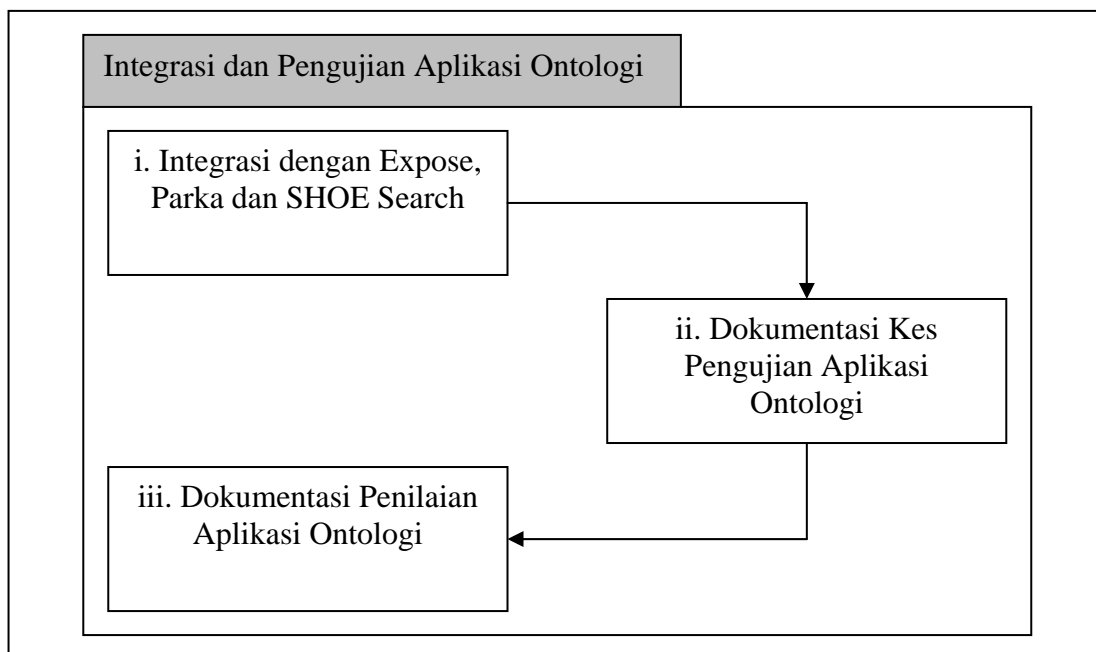 Integrasi dan Pengujian Aplikasi Ontologi
i. Integrasi dengan Expose,
Parka dan SHOE Search
ii. Dokumentasi Kes
Pengujian Aplikasi
Ontologi
iii. Dokumentasi Penilaian
Aplikasi Ontologi